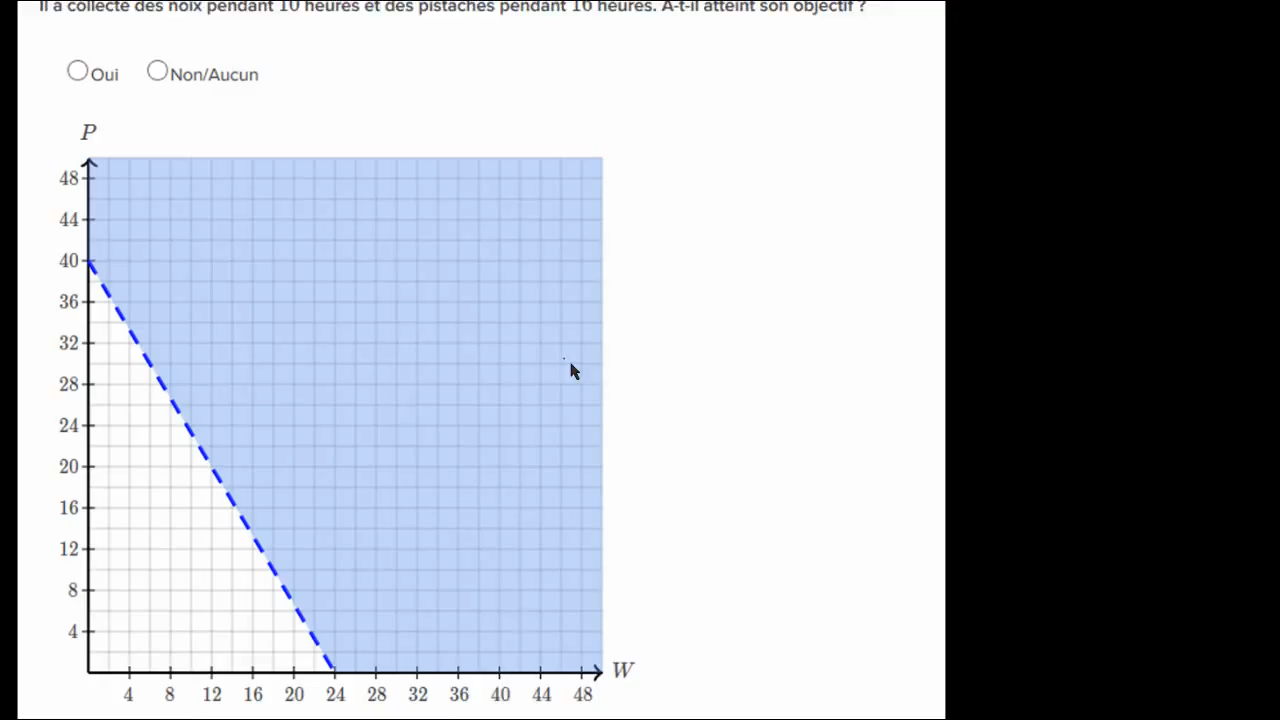 Il a collecté des noix pendant 10 heures et des pistaches pendant 16 heures. A-t-il atteint son objectif ?
Oui Non/Aucun
P
48
44
40
36
32
28
24
20
16
12
8
4
W
4 8 12 16 20 24 28 32 36 40 44 48